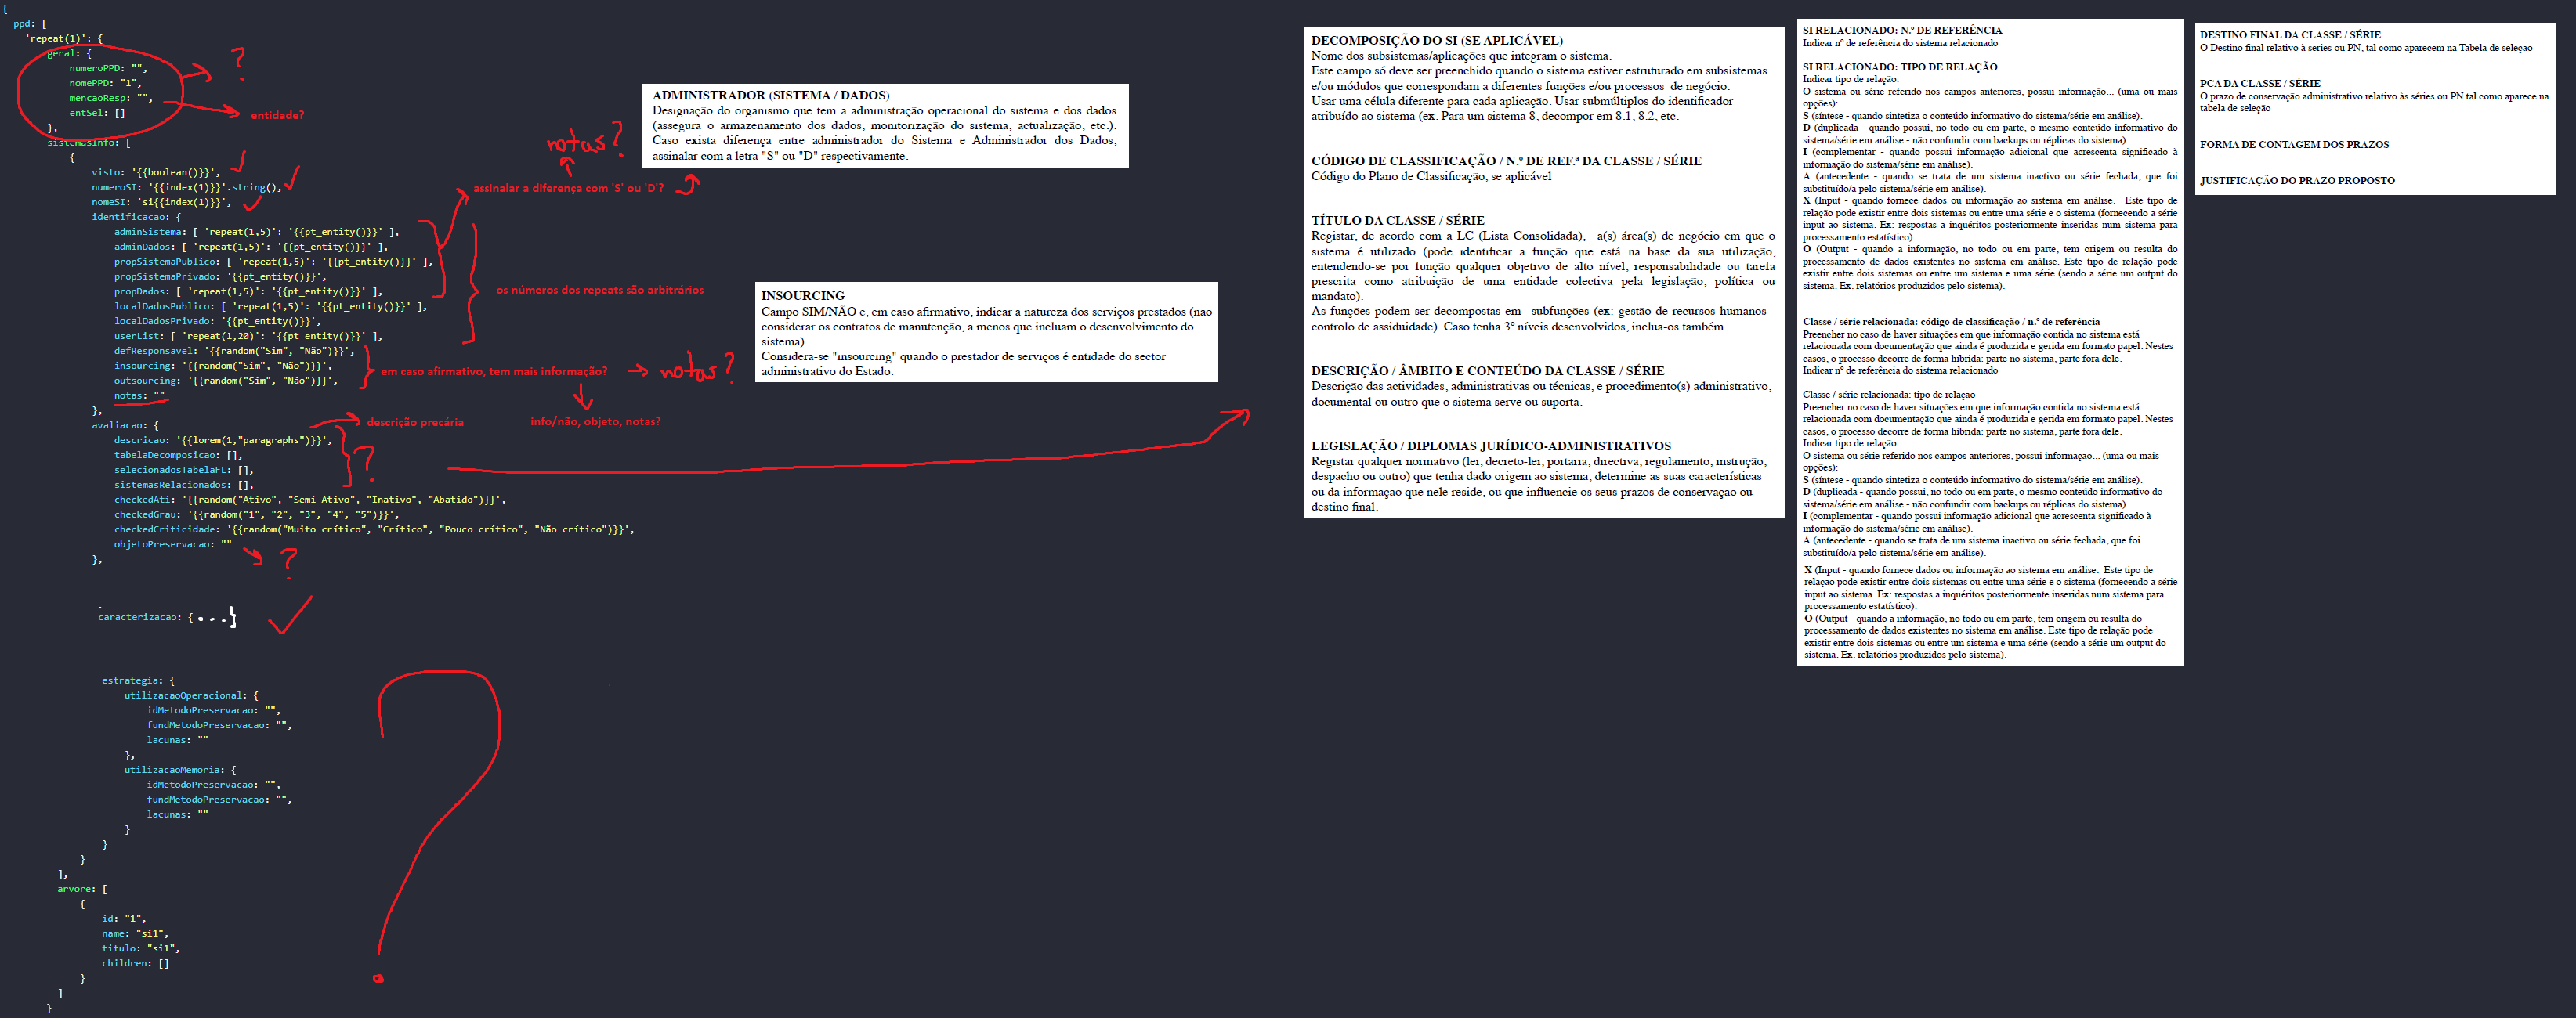 {
ppd: [
'repeat(1)': {
geral: {
numeroPPD: "",
nomePPD: "1",
mencaoResp: "",
entSel: []
},
?
entidade?
sistemasInfo: [
{
visto: '{{boolean()}}',
numeroSI: '{{index(1)}}'.string(),
nomeSI: 'si{{index(1)}}',
identificacao: {
adminSistema: [ 'repeat(1,5)': '{{pt_entity()}}' ],
adminDados: [ 'repeat(1,5)': '{{pt_entity()}}' ],
propSistemaPublico: [ 'repeat(1,5)': '{{pt_entity()}}' ],
propSistemaPrivado: '{{pt_entity()}}',
propDados: [ 'repeat(1,5)': '{{pt_entity()}}' ],
localDadosPublico: [ 'repeat(1,5)': '{{pt_entity()}}' ],
localDadosPrivado: '{{pt_entity()}}',
userList: [ 'repeat(1,20)': '{{pt_entity()}}' ],
defResponsavel: '{{random("Sim", "Não")}}',
insourcing: '{{random("Sim", "Não")}}',
outsourcing: '{{random("Sim", "Não")}}',
notas: ""
},
avaliacao: {
descricao: '{{lorem(1,"paragraphs")}}',
tabelaDecomposicao: [],
selecionadosTabelaFL: [],
sistemasRelacionados: [],
checkedAti: '{{random("Ativo", "Semi-Ativo", "Inativo", "Abatido")}}',
checkedGrau: '{{random("1", "2", "3", "4", "5")}}',
checkedCriticidade: '{{random("Muito crítico", "Crítico", "Pouco crítico", "Não crítico")}}',
objetoPreservacao: ""
},
caracterizacao: { ...}
estrategia: {
utilizacaoOperacional: {
idMetodoPreservacao: "",
fundMetodoPreservacao: "",
lacunas: ""
},
utilizacaoMemoria: {
idMetodoPreservacao: "",
fundMetodoPreservacao: "",
lacunas: ""
}
}
}
],
arvore: [
{
id: "1",
name: "si1",
titulo: "si1",
children: []
}
]
}
notas?
assinalar a diferença com 'S' ou 'D'?
os números dos repeats são arbitrários
em caso afirmativo, tem mais informação?
notas?
info/não, objeto, notas?
descrição precária
?
?
?
ADMINISTRADOR (SISTEMA / DADOS)
Designação do organismo que tem a administração operacional do sistema e dos dados
(assegura o armazenamento dos dados, monitorização do sistema, actualização, etc.).
Caso exista diferença entre administrador do Sistema e Administrador dos Dados,
assinalar com a letra "S" ou "D" respectivamente.
INSOURCING
Campo SIM/NÃO e, em caso afirmativo, indicar a natureza dos serviços prestados (não
considerar os contratos de manutenção, a menos que incluam o desenvolvimento do
sistema).
Considera-se "insourcing" quando o prestador de serviços é entidade do sector
administrativo do Estado.
DECOMPOSIÇÃO DO SI (SE APLICÁVEL)
Nome dos subsistemas/aplicações que integram o sistema.
Este campo só deve ser preenchido quando o sistema estiver estruturado em subsistemas
e/ou módulos que correspondam a diferentes funções e/ou processos de negócio.
Usar uma célula diferente para cada aplicação. Usar submúltiplos do identificador
atribuído ao sistema (ex. Para um sistema 8, decompor em 8.1, 8.2, etc.
CÓDIGO DE CLASSIFICAÇÃO / N.º DE REF.ª DA CLASSE / SÉRIE
Código do Plano de Classificação, se aplicável
TÍTULO DA CLASSE / SÉRIE
Registar, de acordo com a LC (Lista Consolidada), a(s) área(s) de negócio em que o
sistema é utilizado (pode identificar a função que está na base da sua utilização,
entendendo-se por função qualquer objetivo de alto nível, responsabilidade ou tarefa
prescrita como atribuição de uma entidade colectiva pela legislação, política ou
mandato).
As funções podem ser decompostas em subfunções (ex: gestão de recursos humanos -
controlo de assiduidade). Caso tenha 3º níveis desenvolvidos, inclua-os também.
DESCRIÇÃO / ÂMBITO E CONTEÚDO DA CLASSE / SÉRIE
Descrição das actividades, administrativas ou técnicas, e procedimento(s) administrativo,
documental ou outro que o sistema serve ou suporta.
LEGISLAÇÃO / DIPLOMAS JURÍDICO-ADMINISTRATIVOS
Registar qualquer normativo (lei, decreto-lei, portaria, directiva, regulamento, instrução,
despacho ou outro) que tenha dado origem ao sistema, determine as suas características
ou da informação que nele reside, ou que influencie os seus prazos de conservação ou
destino final.
SI RELACIONADO: N.º DE REFERÊNCIA
Indicar nº de referência do sistema relacionado
SI RELACIONADO: TIPO DE RELAÇÃO
Indicar tipo de relação:
O sistema ou série referido nos campos anteriores, possui informação... (uma ou mais
opções):
S (síntese - quando sintetiza o conteúdo informativo do sistema/série em análise).
D (duplicada - quando possui, no todo ou em parte, o mesmo conteúdo informativo do
sistema/série em análise - não confundir com backups ou réplicas do sistema).
I (complementar - quando possui informação adicional que acrescenta significado à
informação do sistema/série em análise).
A (antecedente - quando se trata de um sistema inactivo ou série fechada, que foi
substituído/a pelo sistema/série em análise).
X (Input - quando fornece dados ou informação ao sistema em análise. Este tipo de
relação pode existir entre dois sistemas ou entre uma série e o sistema (fornecendo a série
input ao sistema. Ex: respostas a inquéritos posteriormente inseridas num sistema para
processamento estatístico).
O (Output - quando a informação, no todo ou em parte, tem origem ou resulta do
processamento de dados existentes no sistema em análise. Este tipo de relação pode
existir entre dois sistemas ou entre um sistema e uma série (sendo a série um output do
sistema. Ex. relatórios produzidos pelo sistema).
Classe / série relacionada: código de classificação / n.º de referência
Preencher no caso de haver situações em que informação contida no sistema está
relacionada com documentação que ainda é produzida e gerida em formato papel. Nestes
casos, o processo decorre de forma híbrida: parte no sistema, parte fora dele.
Indicar nº de referência do sistema relacionado
Classe / série relacionada: tipo de relação
Preencher no caso de haver situações em que informação contida no sistema está
relacionada com documentação que ainda é produzida e gerida em formato papel. Nestes
casos, o processo decorre de forma híbrida: parte no sistema, parte fora dele.
Indicar tipo de relação:
O sistema ou série referido nos campos anteriores, possui informação... (uma ou mais
opções):
S (síntese - quando sintetiza o conteúdo informativo do sistema/série em análise).
D (duplicada - quando possui, no todo ou em parte, o mesmo conteúdo informativo do
sistema/série em análise - não confundir com backups ou réplicas do sistema).
I (complementar - quando possui informação adicional que acrescenta significado à
informação do sistema/série em análise).
A (antecedente - quando se trata de um sistema inactivo ou série fechada, que foi
substituído/a pelo sistema/série em análise).
X (Input - quando fornece dados ou informação ao sistema em análise. Este tipo de
relação pode existir entre dois sistemas ou entre uma série e o sistema (fornecendo a série
input ao sistema. Ex: respostas a inquéritos posteriormente inseridas num sistema para
processamento estatístico).
O (Output - quando a informação, no todo ou em parte, tem origem ou resulta do
processamento de dados existentes no sistema em análise. Este tipo de relação pode
existir entre dois sistemas ou entre um sistema e uma série (sendo a série um output do
sistema. Ex. relatórios produzidos pelo sistema).
DESTINO FINAL DA CLASSE / SÉRIE
O Destino final relativo à series ou PN, tal como aparecem na Tabela de seleção
PCA DA CLASSE / SÉRIE
O prazo de conservação administrativo relativo às séries ou PN tal como aparece na
tabela de seleção
FORMA DE CONTAGEM DOS PRAZOS
JUSTIFICAÇÃO DO PRAZO PROPOSTO